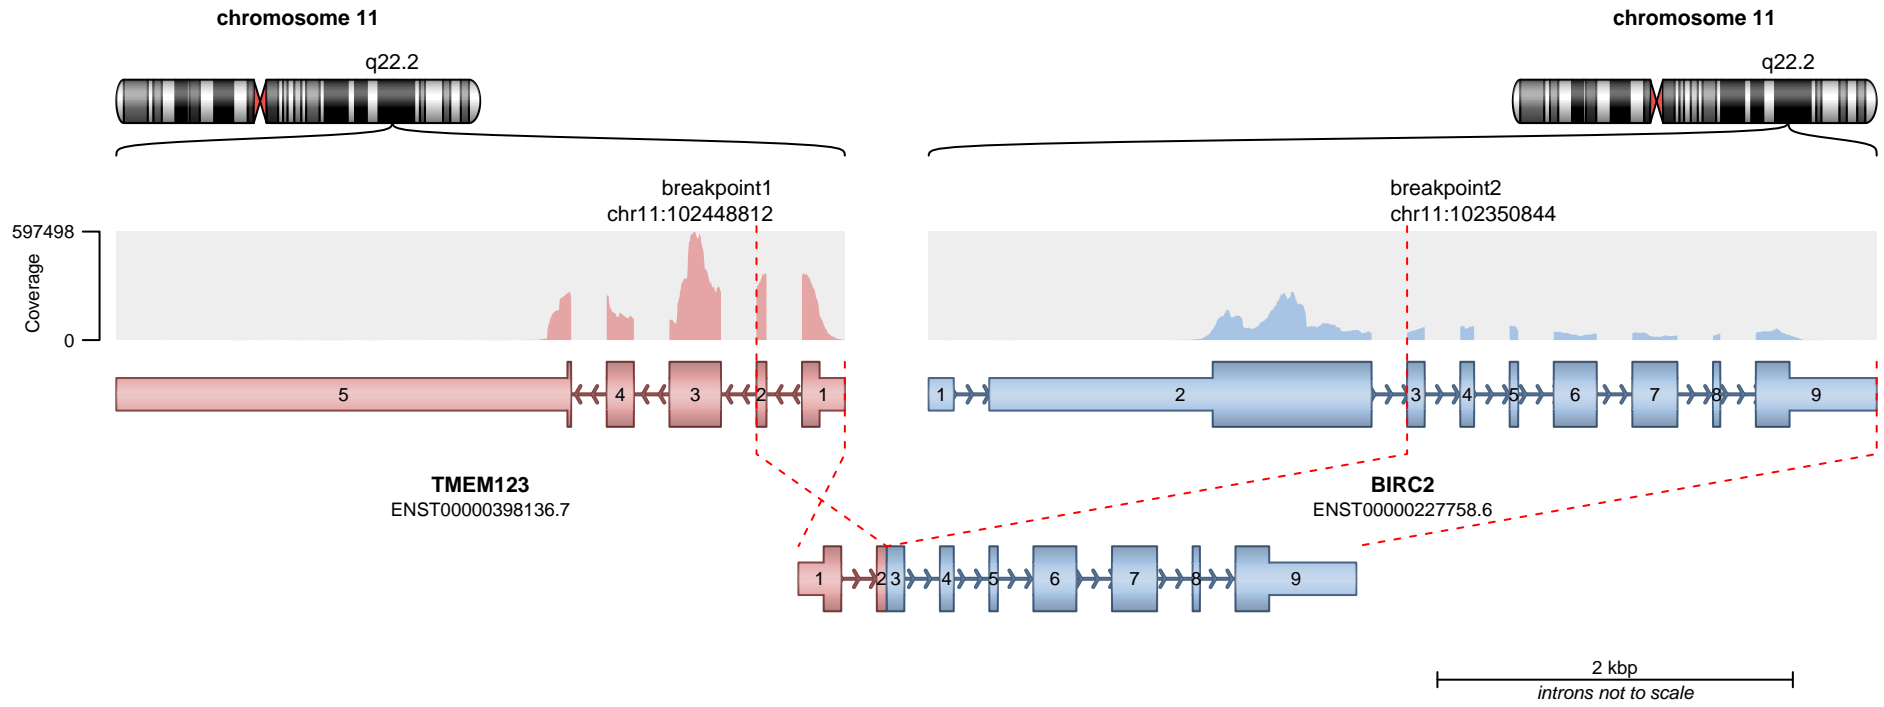 chromosome 11
chromosome 11
q22.2
q22.2
breakpoint1
chr11:102448812
breakpoint2
chr11:102350844
597498
Coverage
0
5 4 3 2 1
1 2 3 4 5 6 7 8 9
TMEM123
ENST00000398136.7
BIRC2
ENST00000227758.6
1 2 3 4 5 6 7 8 9
2 kbp
introns not to scale